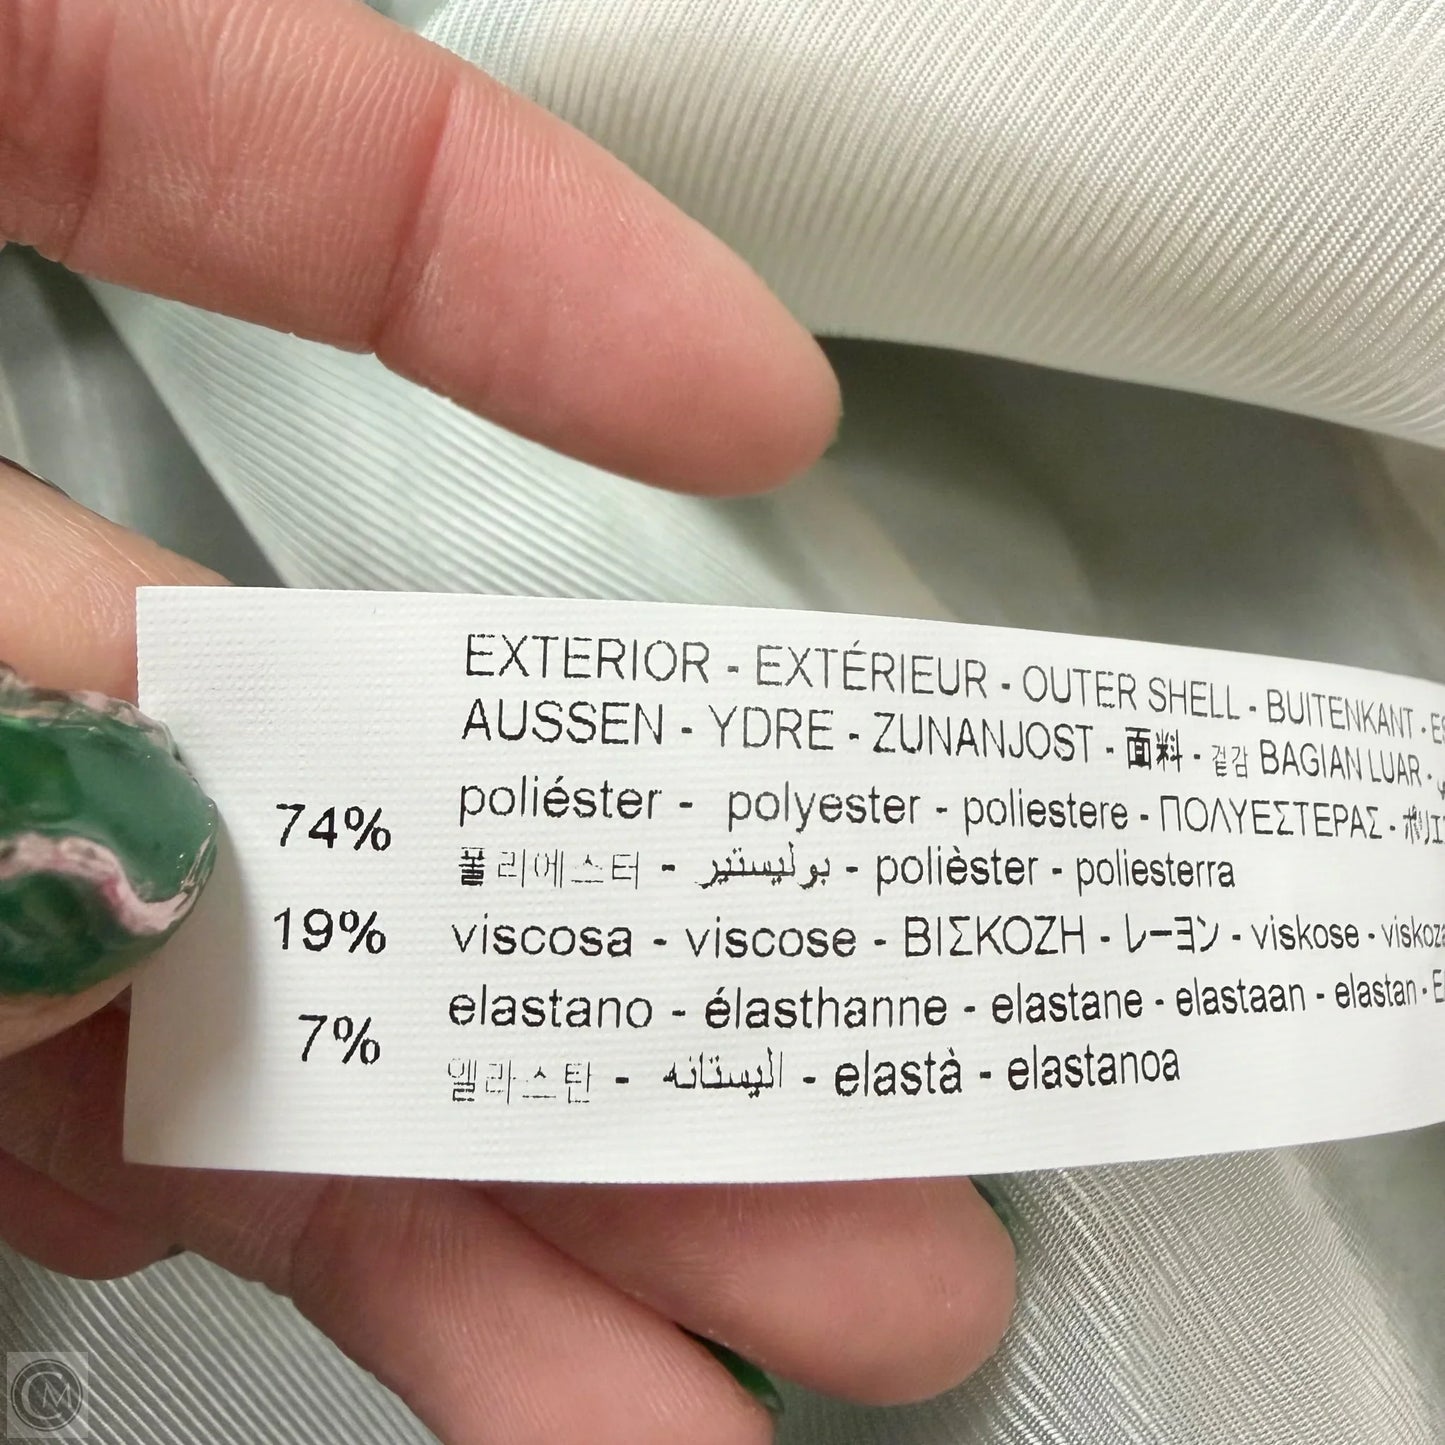 EXTERIOR - EXTÉRIEUR - OUTER SHELL - BUITENKANT -
AUSSEN - YDRE - ZUNANJOST - 面料 - 겉감 BAGIAN LUAR -
74% poliéster - polyester - poliestere - ΠΟΛΥΕΣΤΕΡΑΣ -
폴리에스터 - بوليستير - polièster - poliesterra
19% viscosa - viscose - ΒΙΣΚΟΖΗ - レーヨン - viskose -
7% elastano - élasthanne - elastane - elastaan - elastan -
엘라스탄 - اليستانه - elastà - elastanoa
CM